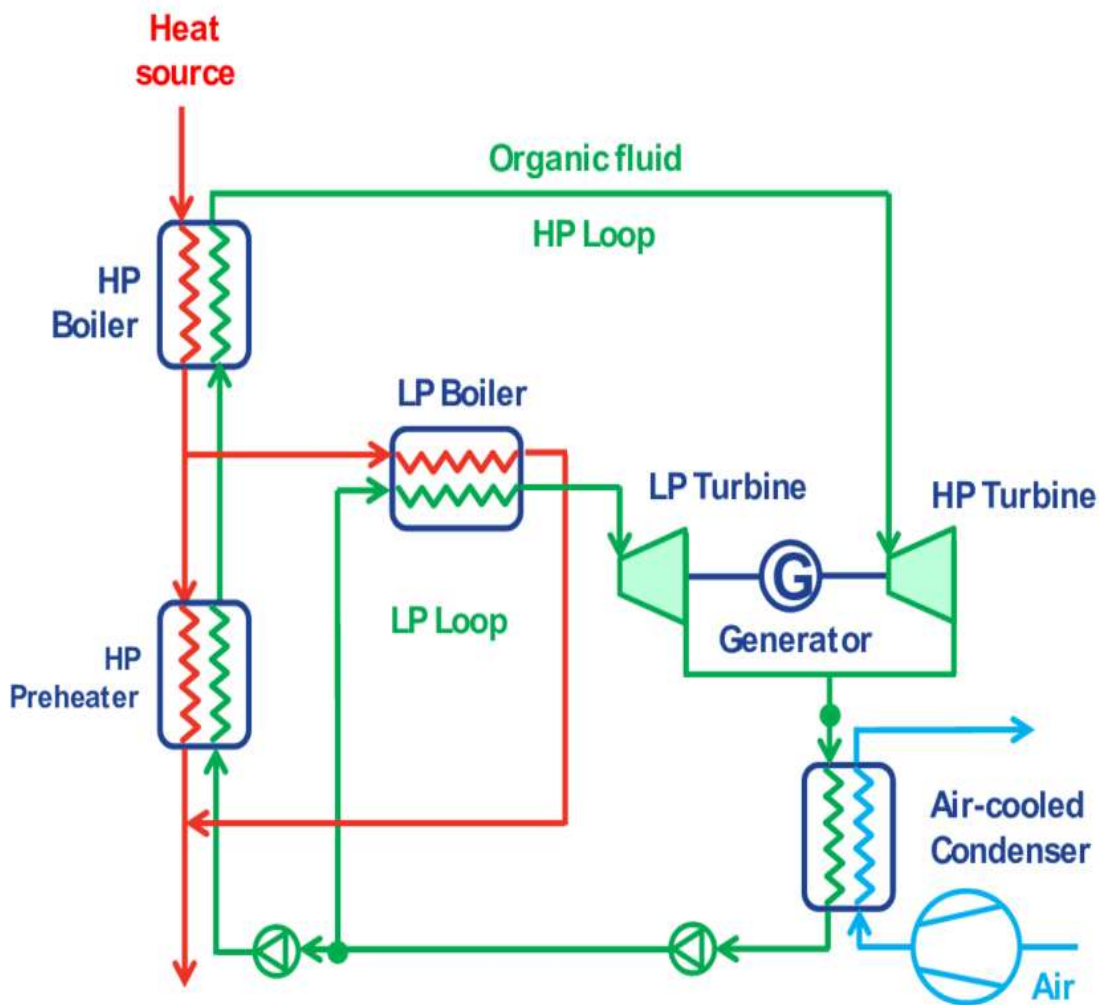 Heat
source
Organic fluid
HP Loop
HP
Boiler
LP Boiler
LP Turbine
HP Turbine
G
Generator
LP Loop
HP
Preheater
Air-cooled
Condenser
Air